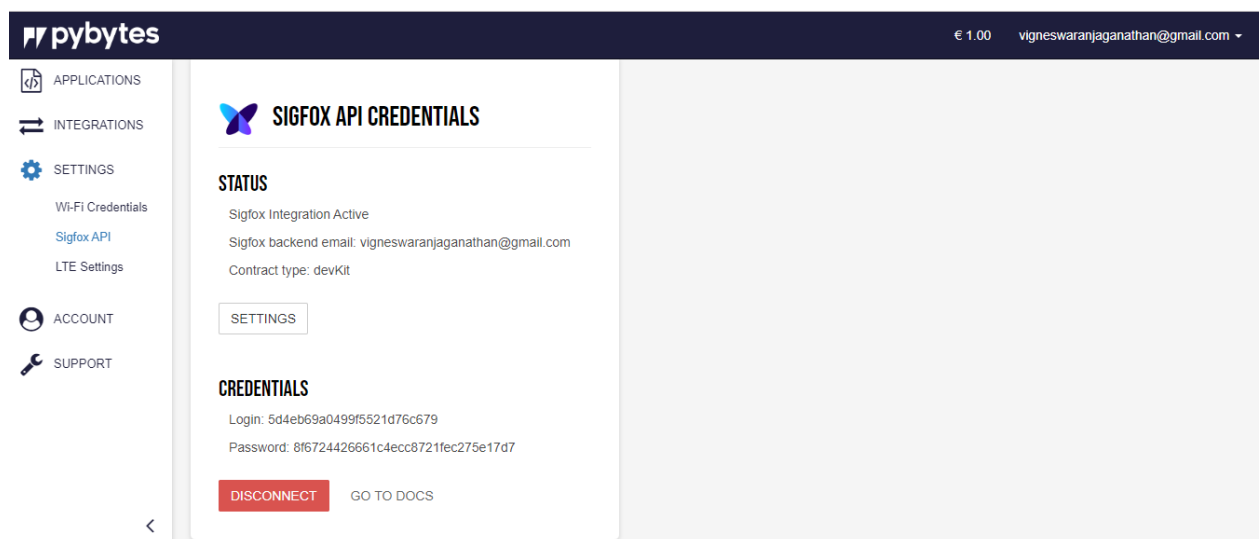 pybytes
€ 1.00 vigneswaranjaganathan@gmail.com
APPLICATIONS
INTEGRATIONS
SETTINGS
Wi-Fi Credentials
Sigfox API
LTE Settings
ACCOUNT
SUPPORT
SIGFOX API CREDENTIALS
STATUS
Sigfox Integration Active
Sigfox backend email: vigneswaranjaganathan@gmail.com
Contract type: devKit
SETTINGS
CREDENTIALS
Login: 5d4eb69a0499f5521d76c679
Password: 8f6724426661c4ecc8721fec275e17d7
DISCONNECT GO TO DOCS